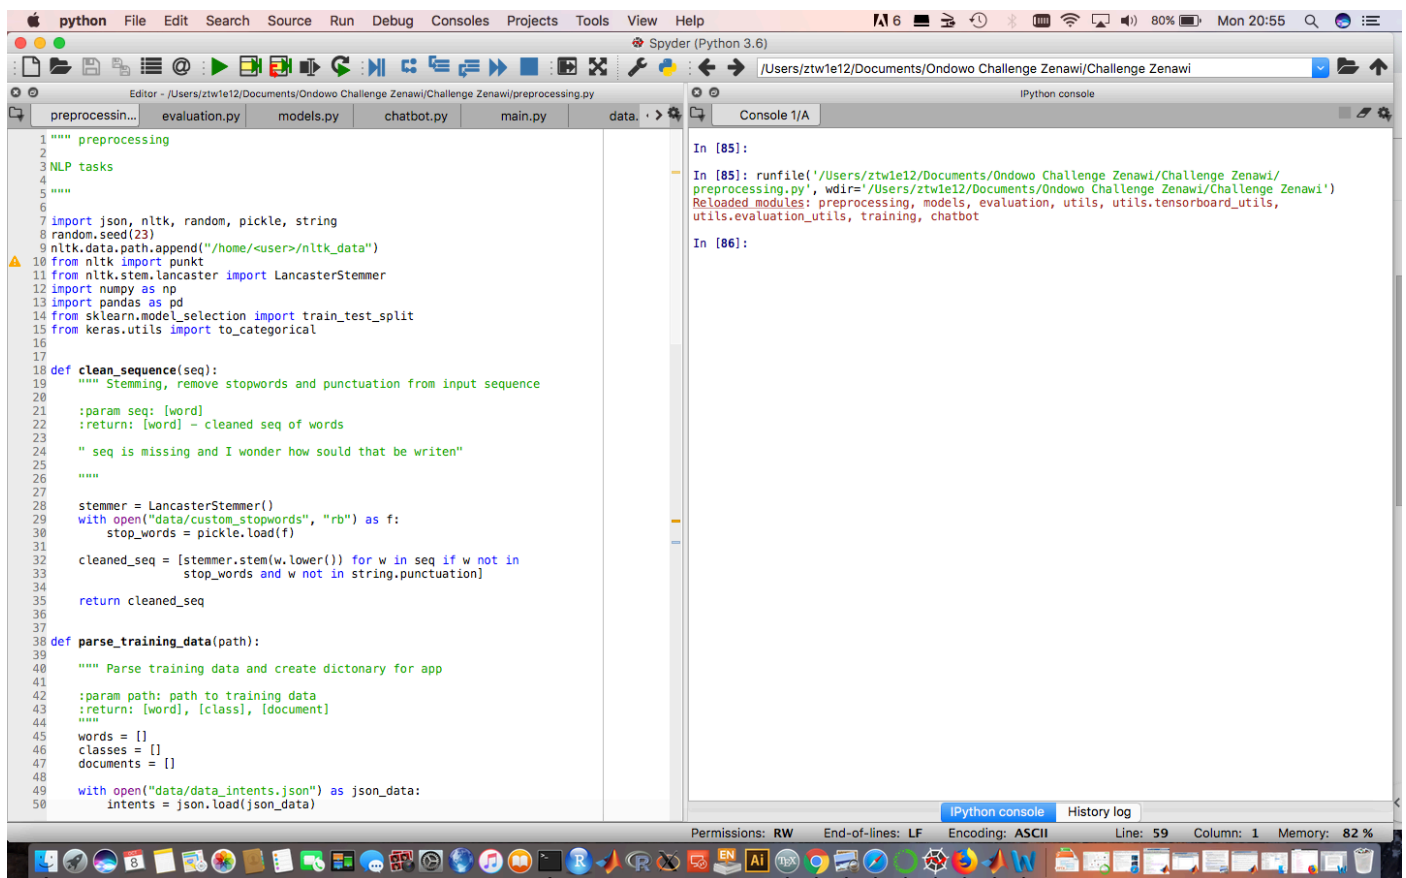 python File Edit Search Source Run Debug Consoles Projects Tools View Help 6 80% Mon 20:55
Spyder (Python 3.6)
/Users/ztw1e12/Documents/Ondowo Challenge Zenawi/Challenge Zenawi
Editor - /Users/ztw1e12/Documents/Ondowo Challenge Zenawi/Challenge Zenawi/preprocessing.py
preprocessin... evaluation.py models.py chatbot.py main.py data.
1 """ preprocessing
2
3 NLP tasks
4
5 """
6
7 import json, nltk, random, pickle, string
8 random.seed(23)
9 nltk.data.path.append("/home/<user>/nltk_data")
10 from nltk import punkt
11 from nltk.stem.lancaster import LancasterStemmer
12 import numpy as np
13 import pandas as pd
14 from sklearn.model_selection import train_test_split
15 from keras.utils import to_categorical
16
17
18 def clean_sequence(seq):
19 """ Stemming, remove stopwords and punctuation from input sequence
20
21 :param seq: [word]
22 :return: [word] - cleaned seq of words
23
24 " seq is missing and I wonder how sould that be writen"
25
26 """
27
28 stemmer = LancasterStemmer()
29 with open("data/custom_stopwords", "rb") as f:
30 stop_words = pickle.load(f)
31
32 cleaned_seq = [stemmer.stem(w.lower()) for w in seq if w not in
33 stop_words and w not in string.punctuation]
34
35 return cleaned_seq
36
37
38 def parse_training_data(path):
39
40 """ Parse training data and create dictonary for app
41
42 :param path: path to training data
43 :return: [word], [class], [document]
44 """
45 words = []
46 classes = []
47 documents = []
48
49 with open("data/data_intents.json") as json_data:
50 intents = json.load(json_data)
IPython console
Console 1/A
In [85]:
In [85]: runfile('/Users/ztw1e12/Documents/Ondowo Challenge Zenawi/Challenge Zenawi/
preprocessing.py', wdir='/Users/ztw1e12/Documents/Ondowo Challenge Zenawi/Challenge Zenawi')
Reloaded modules: preprocessing, models, evaluation, utils, utils.tensorboard_utils,
utils.evaluation_utils, training, chatbot
In [86]:
IPython console History log
Permissions: RW End-of-lines: LF Encoding: ASCII Line: 59 Column: 1 Memory: 82 %
8 R R EN Ai TeX W